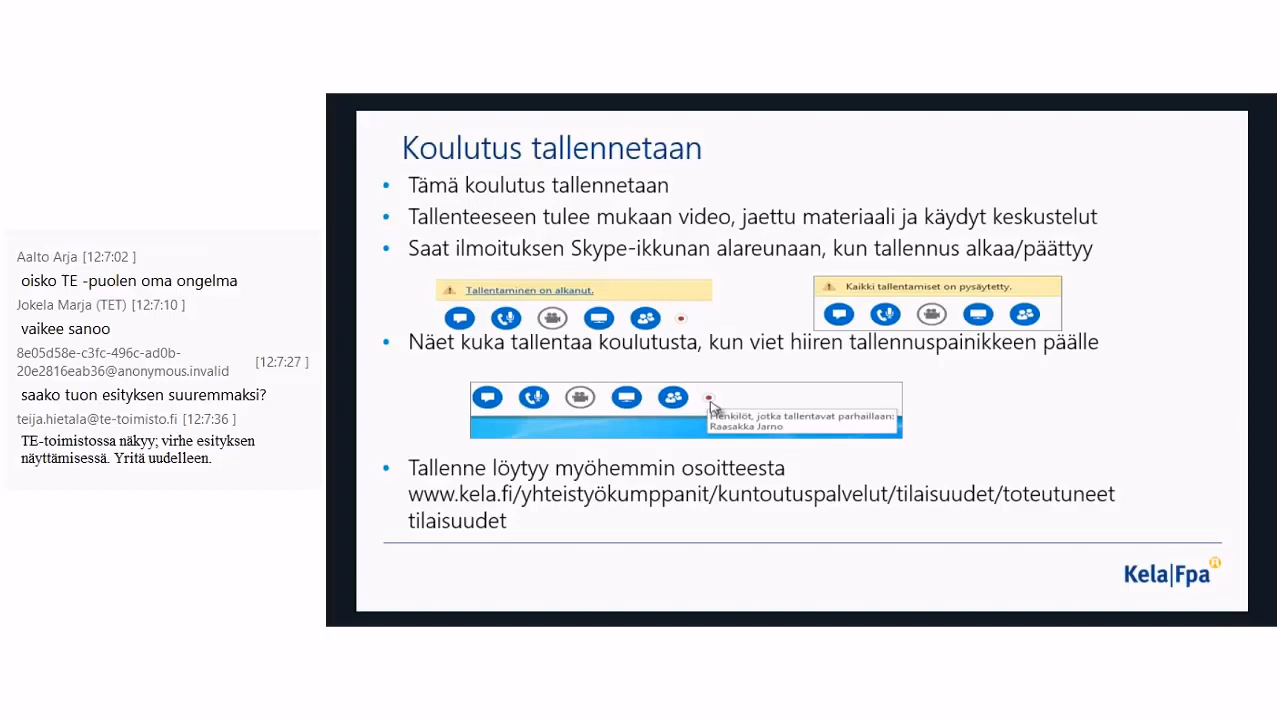 Aalto Arja [12:7:02 ]
oisko TE -puolen oma ongelma
Jokela Marja (TET) [12:7:10 ]
vaikee sanoo
8e05d58e-c3fc-496c-ad0b-
20e2816eab36@anonymous.invalid [12:7:27 ]
saako tuon esityksen suuremmaksi?
teija.hietala@te-toimisto.fi [12:7:36 ]
TE-toimistossa näkyy; virhe esityksen
näyttämisessä. Yritä uudelleen.
Koulutus tallennetaan
• Tämä koulutus tallennetaan
• Tallenteeseen tulee mukaan video, jaettu materiaali ja käydyt keskustelut
• Saat ilmoituksen Skype-ikkunan alareunaan, kun tallennus alkaa/päättyy
Tallentaminen on alkanut.
Kaikki tallentamiset on pysäytetty.
• Näet kuka tallentaa koulutusta, kun viet hiiren tallennuspainikkeen päälle
Henkilöt, jotka tallentavat parhaillaan:
Raasakka Jarno
• Tallenne löytyy myöhemmin osoitteesta
www.kela.fi/yhteistyökumppanit/kuntoutuspalvelut/tilaisuudet/toteutuneet
tilaisuudet
Kela|Fpa